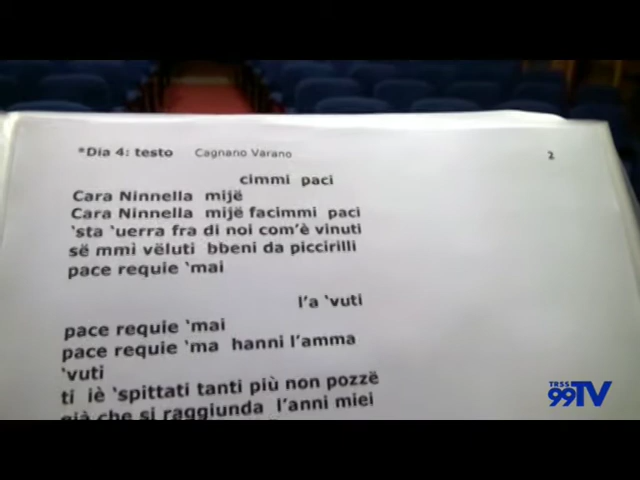 *Dia 4: testo Cagnano Varano 2
cimmi paci
Cara Ninnella mijë
Cara Ninnella mijë facimmi paci
'sta 'uerra fra di noi com'è vinuti
së mmi vëluti bbeni da piccirilli
pace requie 'mai
l'a 'vuti
pace requie 'mai
pace requie 'ma hanni l'amma
'vuti
ti iè 'spittati tanti più non pozzë
già che si raggiunda l'anni miei
TRSS
99TV